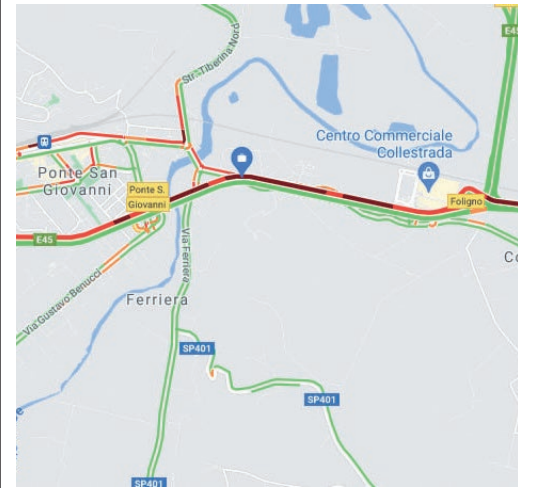 Str. Tiberina Nord
E45
Centro Commerciale
Collestrada
Ponte San
Giovanni
Ponte S.
Giovanni
Foligno
E45
Via Ferriera
Via Gustavo Benucci
Ferriera
SP401
SP401
SP401